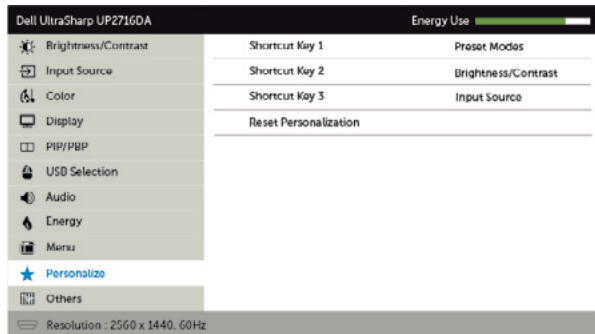 Dell UltraSharp UP2716DA Energy Use
Brightness/Contrast Shortcut Key 1 Preset Modes
Input Source Shortcut Key 2 Brightness/Contrast
Color Shortcut Key 3 Input Source
Display Reset Personalization
PIP/PBP
USB Selection
Audio
Energy
Menu
Personalize
Others
Resolution : 2560 x 1440, 60Hz